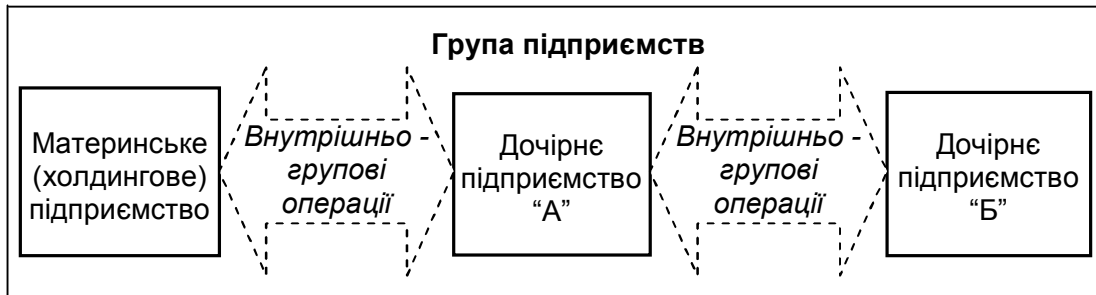 Група підприємств
Материнське
(холдингове)
підприємство
Внутрішньо -
групові
операції
Дочірнє
підприємство
“А”
Внутрішньо -
групові
операції
Дочірнє
підприємство
“Б”